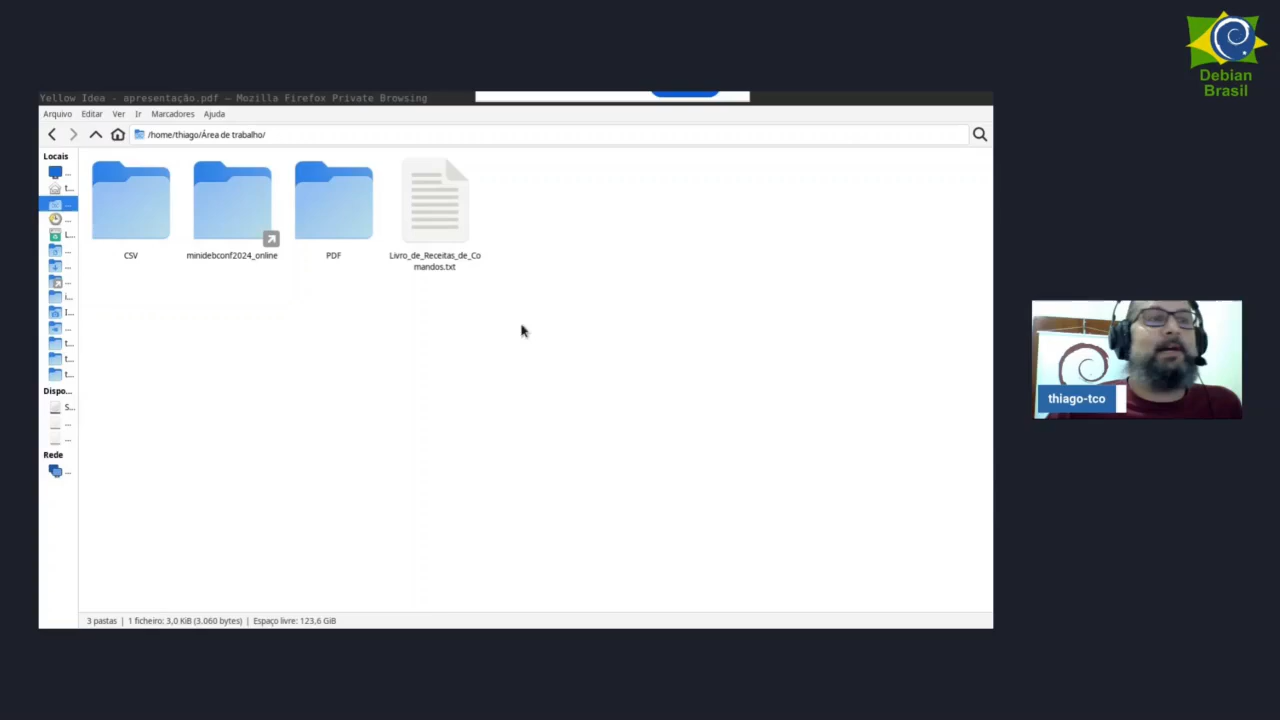 Debian
Brasil
Yellow Idea - apresentação.pdf — Mozilla Firefox Private Browsing
Arquivo Editar Ver Ir Marcadores Ajuda
/home/thiago/Área de trabalho/
Locais
...
t...
...
...
L...
...
...
...
i...
I...
...
t...
t...
t...
Dispo...
S...
...
...
Rede
...
CSV
minidebconf2024_online
PDF
Livro_de_Receitas_de_Co
mandos.txt
thiago-tco
3 pastas | 1 ficheiro: 3,0 KiB (3.060 bytes) | Espaço livre: 123,6 GiB